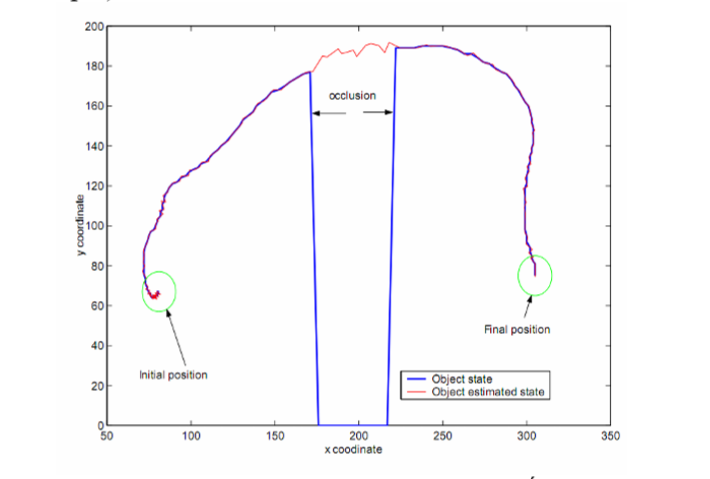 200
180
160
140
120
100
80
60
40
20
0
y coordinate
occlusion
Initial position
Final position
Object state
Object estimated state
50
100
150
200
250
300
350
x coodinate